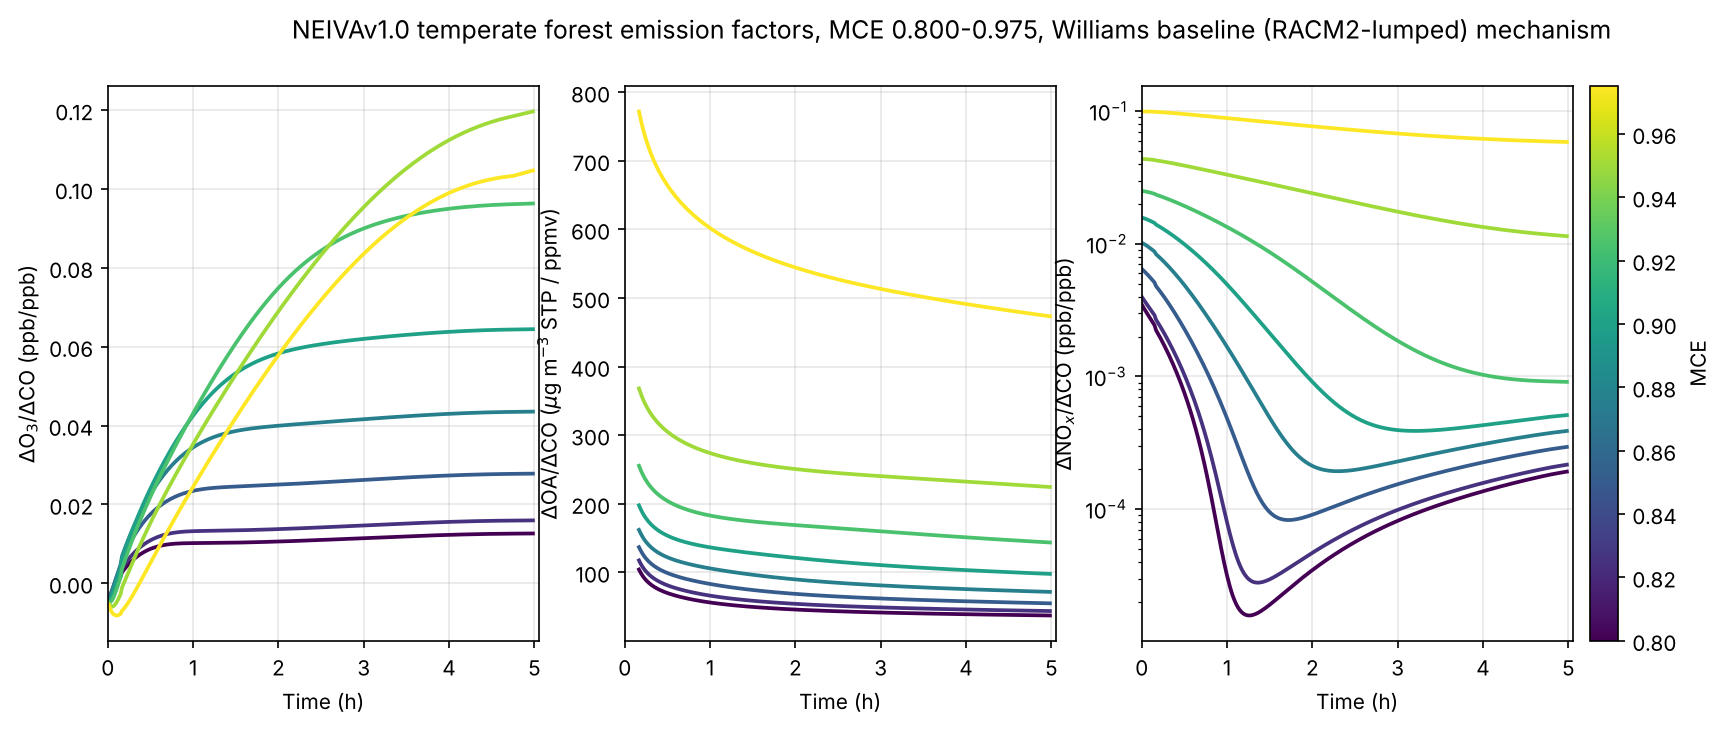 NEIVAv1.0 temperate forest emission factors, MCE 0.800-0.975, Williams baseline (RACM2-lumped) mechanism
ΔO₃/ΔCO (ppb/ppb)
0.12
0.10
0.08
0.06
0.04
0.02
0.00
0 1 2 3 4 5
Time (h)
ΔOA/ΔCO (μg m⁻³ STP / ppmv)
800
700
600
500
400
300
200
100
0 1 2 3 4 5
Time (h)
ΔNOₓ/ΔCO (ppb/ppb)
10⁻¹
10⁻²
10⁻³
10⁻⁴
0 1 2 3 4 5
Time (h)
0.96
0.94
0.92
0.90
0.88
0.86
0.84
0.82
0.80
MCE